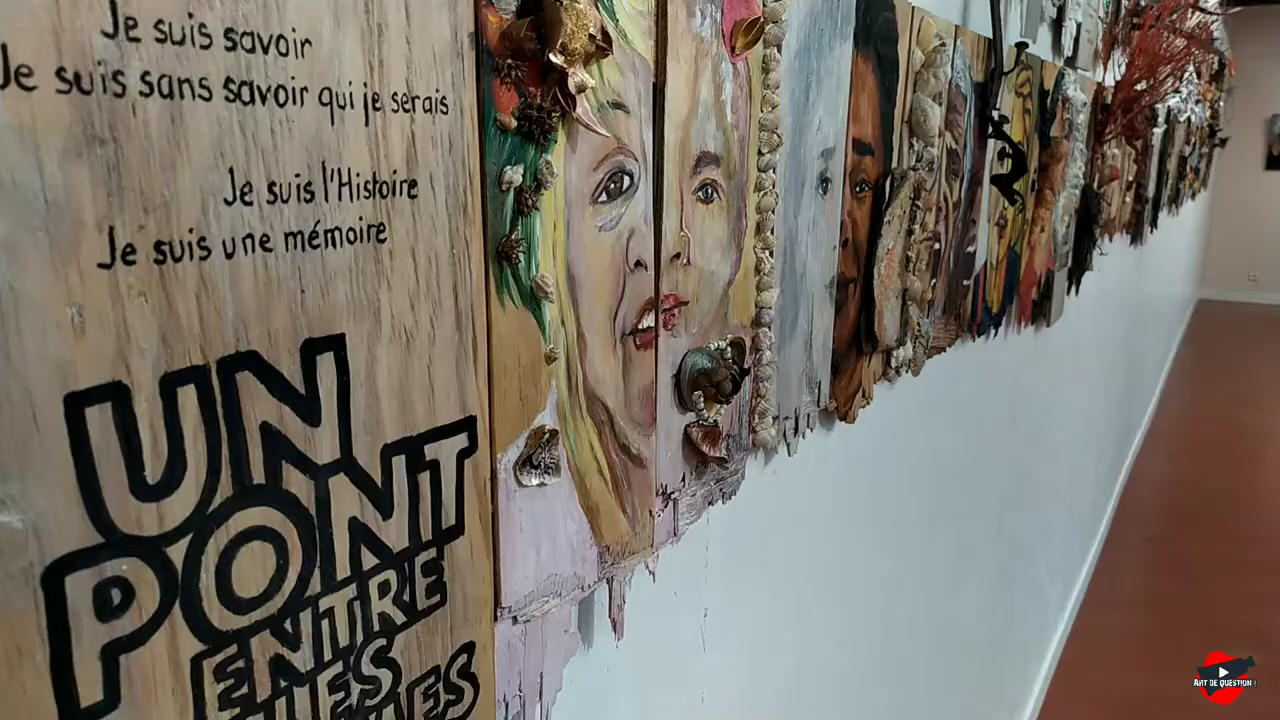 Je suis savoir
Je suis sans savoir qui je serais
Je suis l'Histoire
Je suis une mémoire
UN
PONT
ENTRE
LES
ART DE QUESTION !